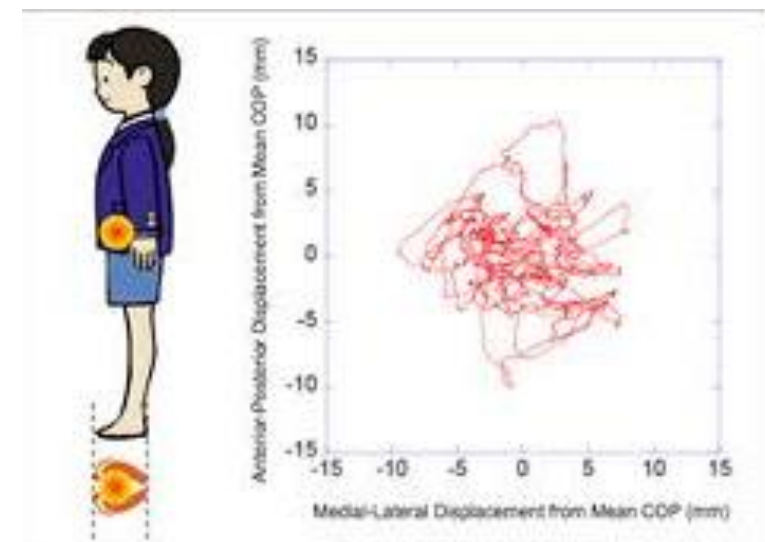 Anterior-Posterior Displacement from Mean COP (mm)
15
10
5
0
-5
-10
-15
-15 -10 -5 0 5 10 15
Medial-Lateral Displacement from Mean COP (mm)